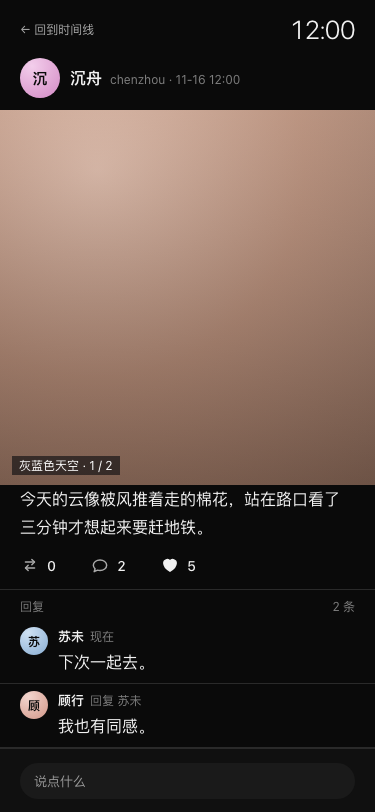 ← 回到时间线
12:00
沉
沉舟 chenzhou · 11-16 12:00
灰蓝色天空 · 1 / 2
今天的云像被风推着走的棉花，站在路口看了
三分钟才想起来要赶地铁。
0 2 5
回复 2 条
苏
苏未 现在
下次一起去。
顾
顾行 回复 苏未
我也有同感。
说点什么